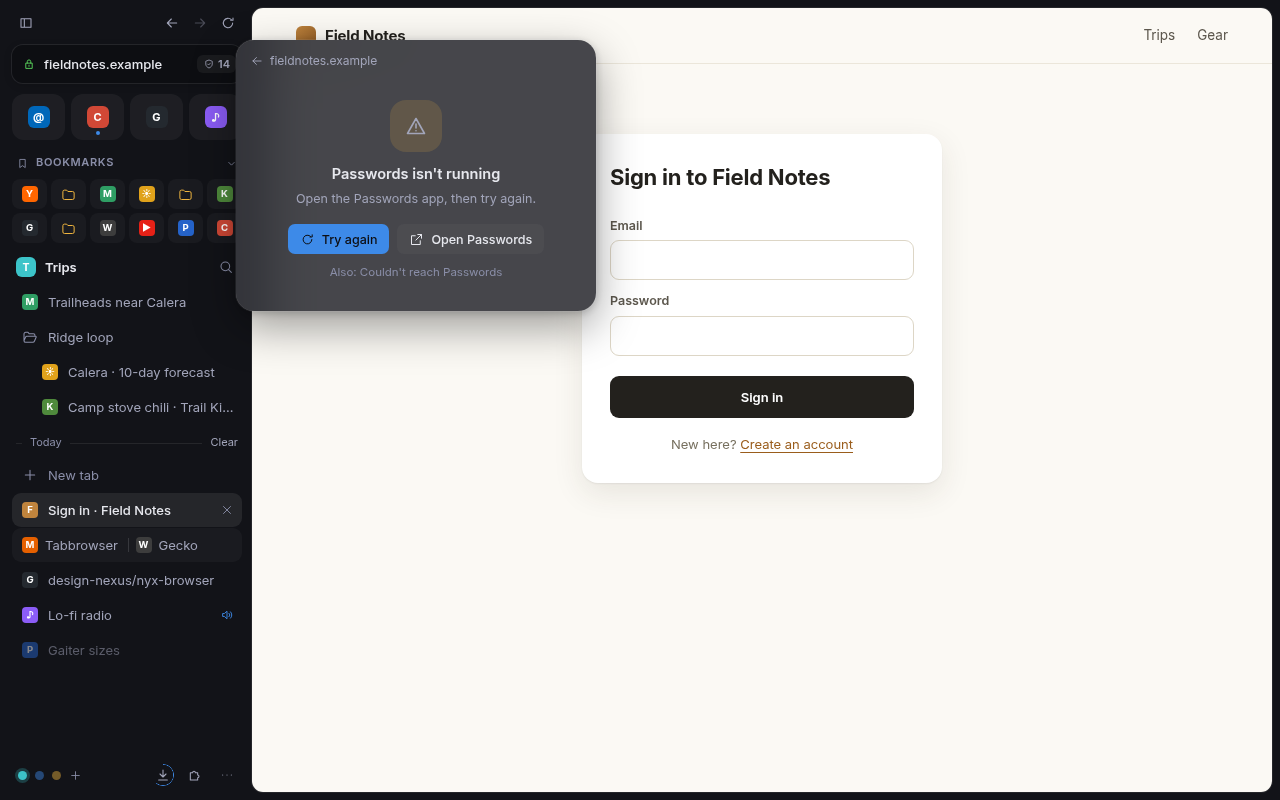 fieldnotes.example
14
@
C
G
BOOKMARKS
Y
M
K
G
W
P
C
T Trips
M Trailheads near Calera
Ridge loop
Calera · 10-day forecast
K Camp stove chili · Trail Ki...
Today
Clear
New tab
F Sign in · Field Notes
M Tabbrowser
W Gecko
G design-nexus/nyx-browser
Lo-fi radio
P Gaiter sizes
fieldnotes.example
Passwords isn't running
Open the Passwords app, then try again.
Try again
Open Passwords
Also: Couldn't reach Passwords
Field Notes
Trips
Gear
Sign in to Field Notes
Email
Password
Sign in
New here? Create an account